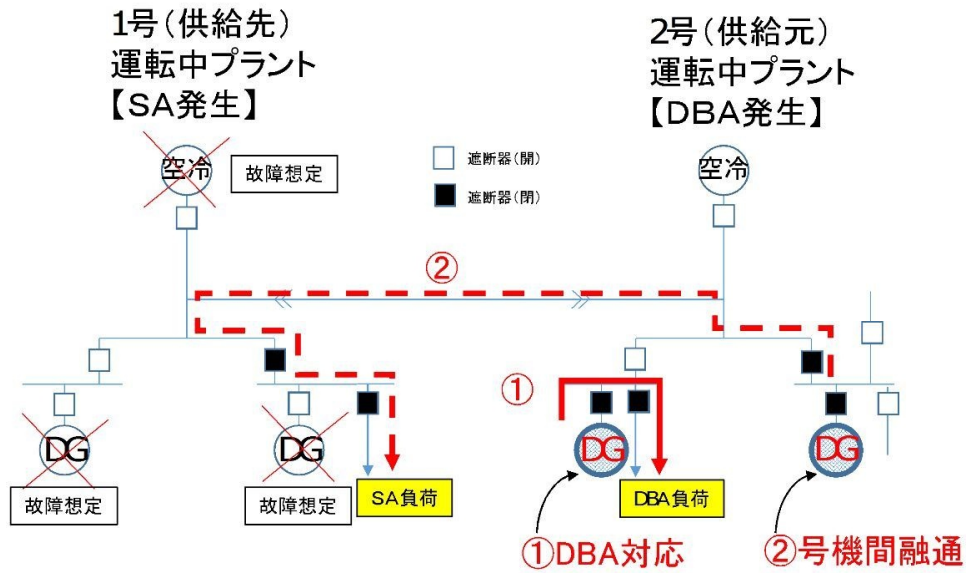 1号(供給先)
運転中プラント
【SA発生】
2号(供給元)
運転中プラント
【DBA発生】
空冷
故障想定
遮断器(開)
遮断器(閉)
空冷
②
①
DG
DG
DG
DG
故障想定
故障想定
SA負荷
DBA負荷
①DBA対応
②号機間融通